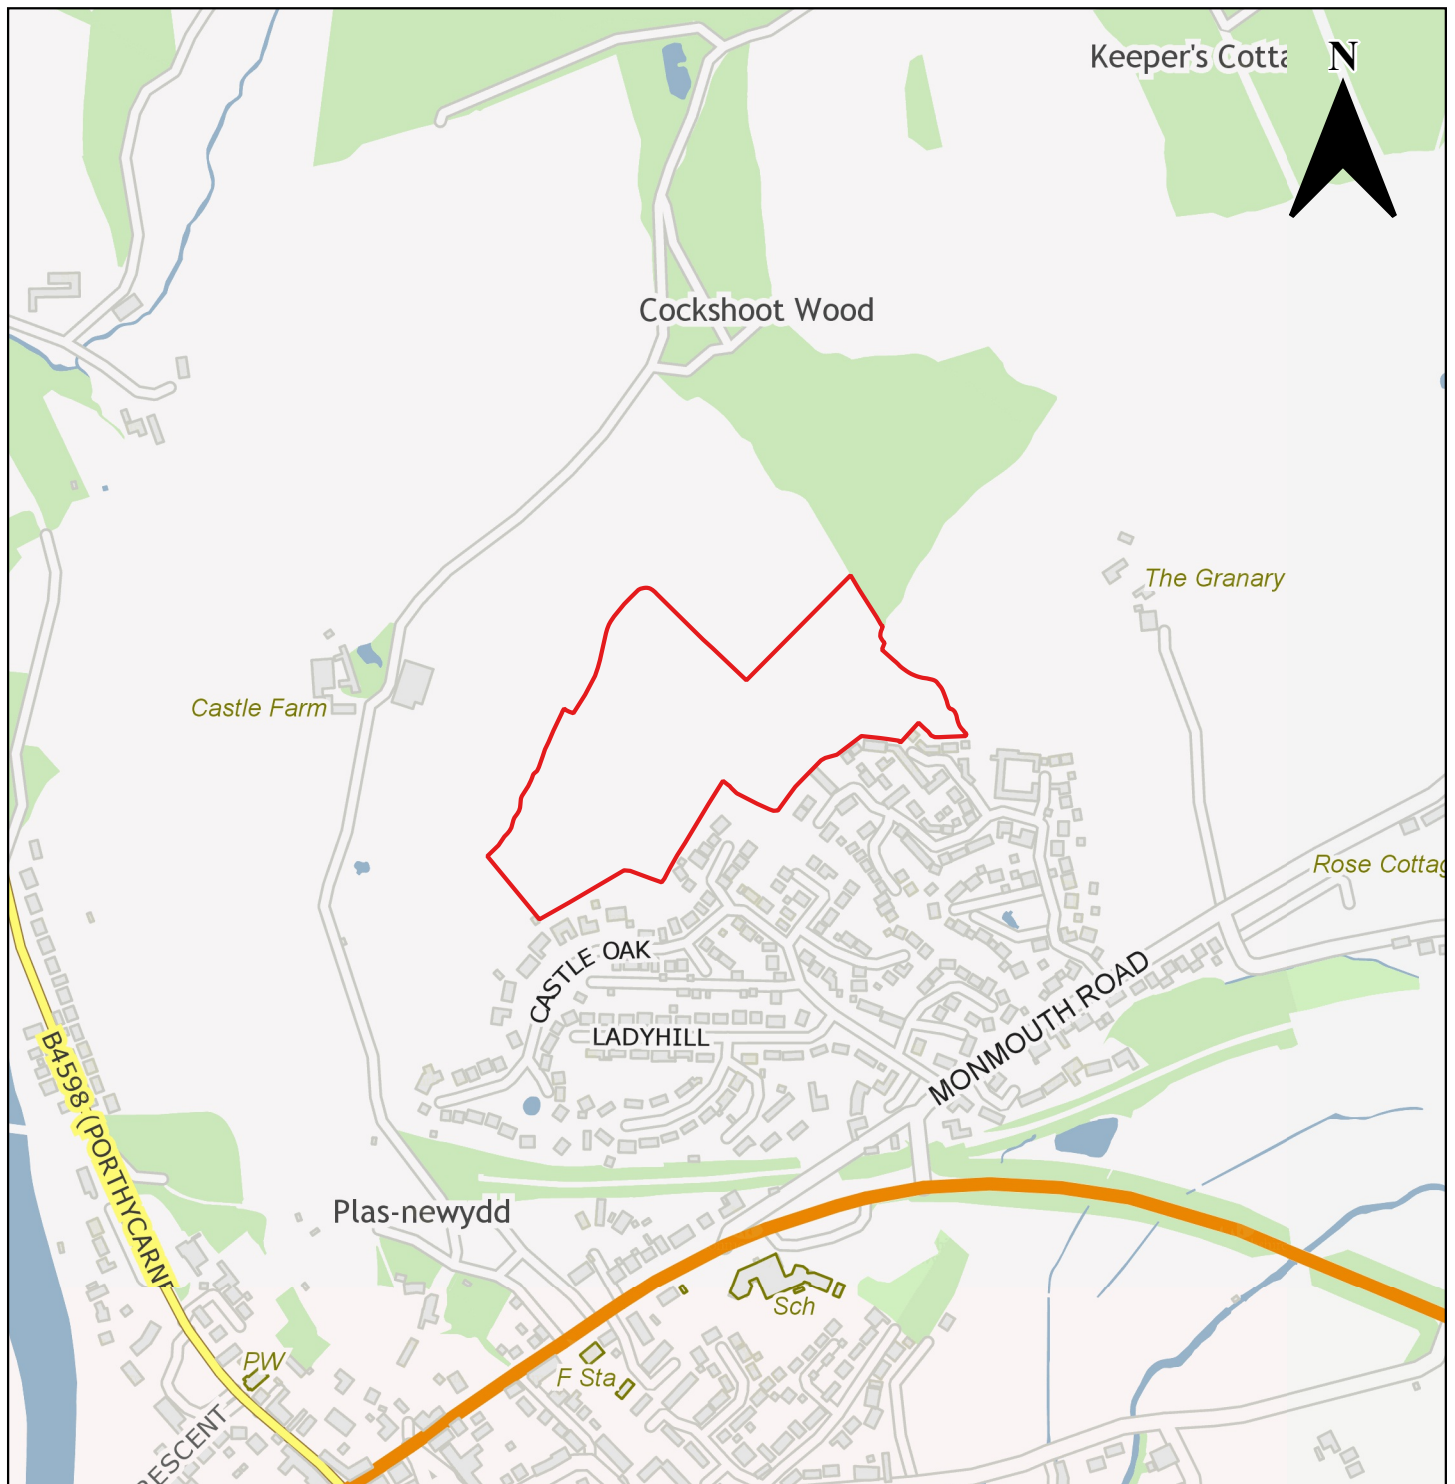 Keeper's Cotta
N
Cockshoot Wood
The Granary
Castle Farm
Rose Cottag
CASTLE OAK
LADYHILL
MONMOUTH ROAD
B4598 (PORTHYCARNE
Plas-newydd
Sch
PW
F Sta
RESCENT